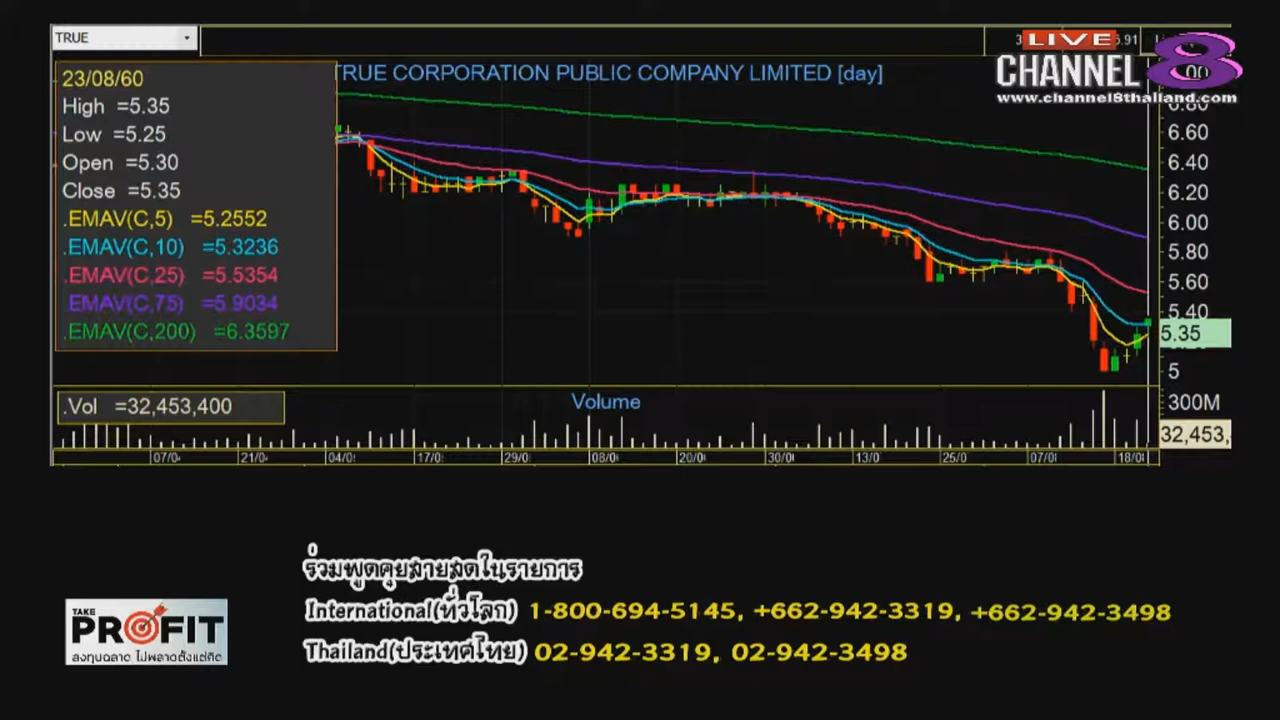 TRUE
LIVE
CHANNEL 8
www.channel8thailand.com
TRUE CORPORATION PUBLIC COMPANY LIMITED [day]
23/08/60
High =5.35
Low =5.25
Open =5.30
Close =5.35
.EMAV(C,5) =5.2552
.EMAV(C,10) =5.3236
.EMAV(C,25) =5.5354
.EMAV(C,75) =5.9034
.EMAV(C,200) =6.3597
6.80
6.60
6.40
6.20
6.00
5.80
5.60
5.40
5.35
5
.Vol =32,453,400
Volume
300M
32,453,
07/0 21/0 04/0 17/0 29/0 08/0 20/0 30/0 13/0 25/0 07/0 18/0
ร่วมพูดคุยสายสดในรายการ
International(ทั่วโลก) 1-800-694-5145, +662-942-3319, +662-942-3498
Thailand(ประเทศไทย) 02-942-3319, 02-942-3498
TAKE
PROFIT
ลงทุนฉลาด ไม่พลาดตั้งแต่คิด